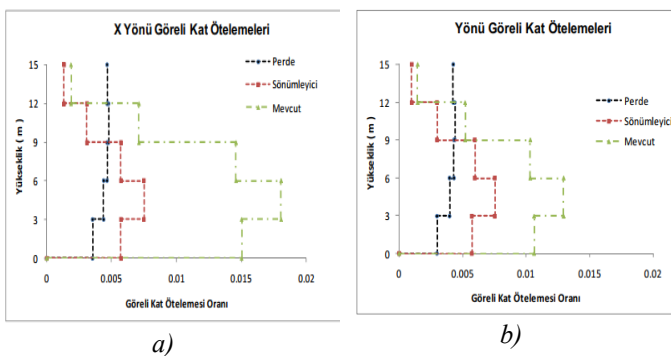 X Yönü Göreli Kat Ötelemeleri
Yükseklik ( m )
15
12
9
6
3
0
Perde
Sönümleyici
Mevcut
0
0.005
0.01
0.015
0.02
Göreli Kat Ötelemesi Oranı
a)
Yönü Göreli Kat Ötelemeleri
Yükseklik ( m )
15
12
9
6
3
0
Perde
Sönümleyici
Mevcut
0
0.005
0.01
0.015
0.02
Göreli Kat Ötelemesi Oranı
b)